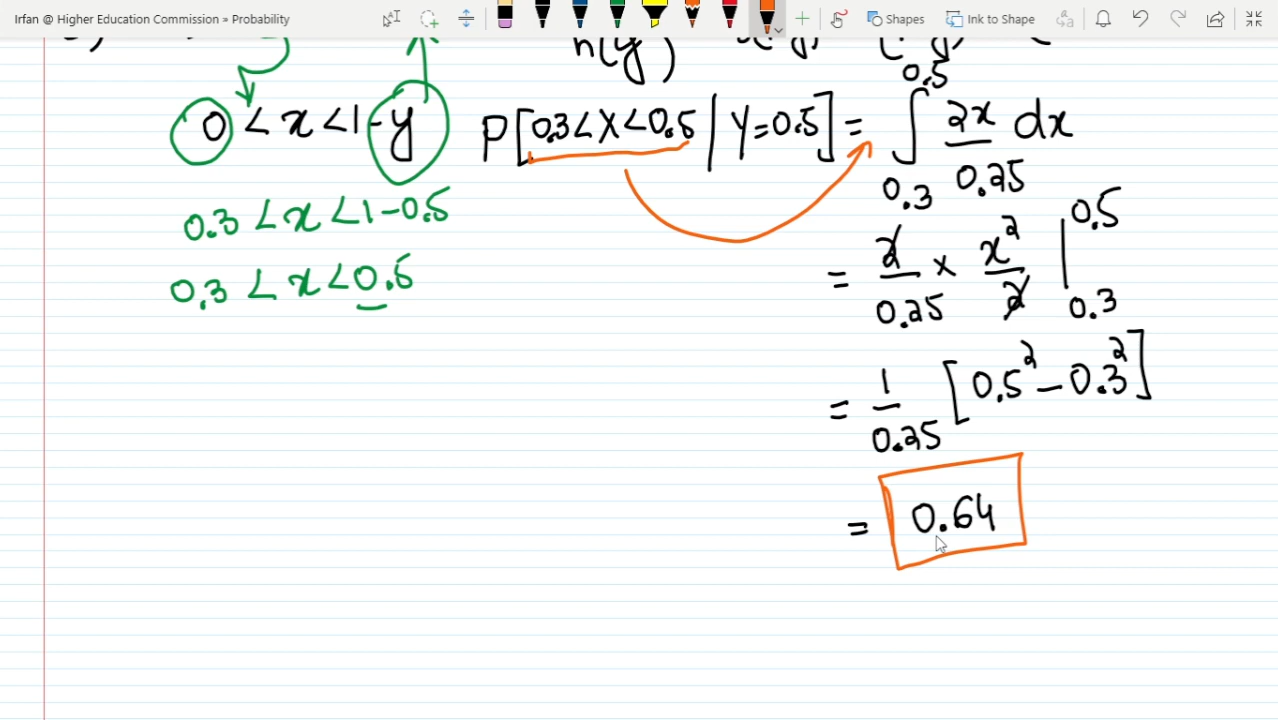 Irfan @ Higher Education Commission » Probability
Shapes
Ink to Shape
h(y)
0 < x < 1 - y
P[0.3 < X < 0.5 | Y = 0.5] = ∫_{0.3}^{0.5} 2x/0.25 dx
0.3 < x < 1 - 0.5
0.3 < x < 0.5
= 2/0.25 × x²/2 |_{0.3}^{0.5}
= 1/0.25 [0.5² - 0.3²]
= 0.64